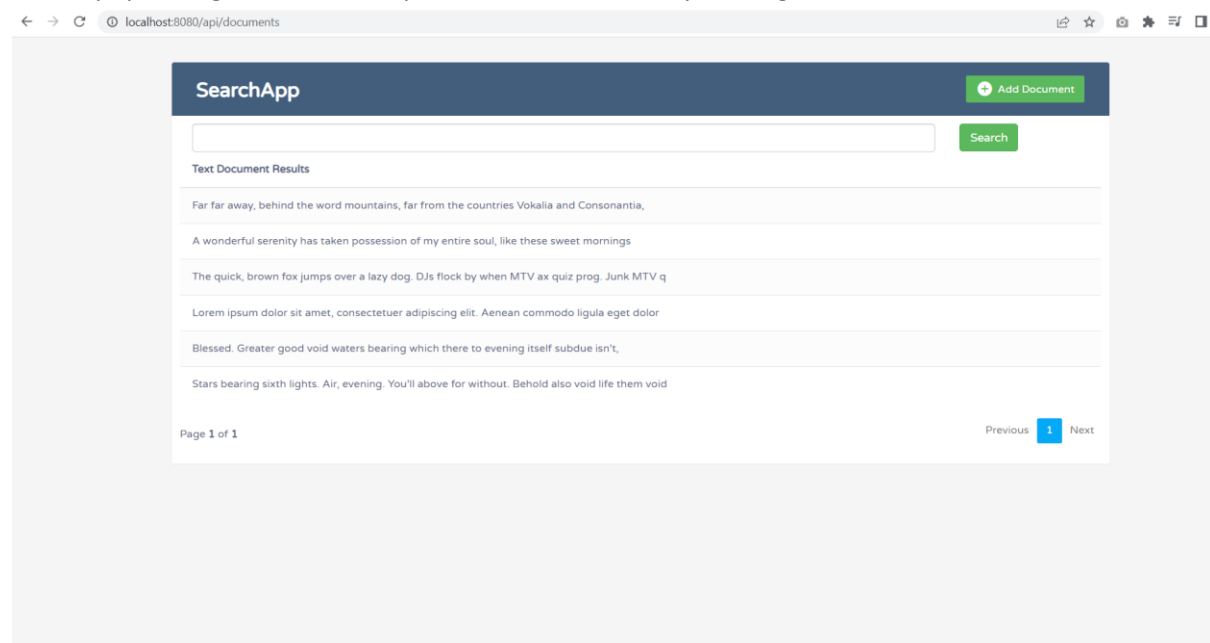 localhost:8080/api/documents
SearchApp
Add Document
Search
Text Document Results
Far far away, behind the word mountains, far from the countries Vokalia and Consonantia,
A wonderful serenity has taken possession of my entire soul, like these sweet mornings
The quick, brown fox jumps over a lazy dog. DJs flock by when MTV ax quiz prog. Junk MTV q
Lorem ipsum dolor sit amet, consectetuer adipiscing elit. Aenean commodo ligula eget dolor
Blessed. Greater good void waters bearing which there to evening itself subdue isn't,
Stars bearing sixth lights. Air, evening. You'll above for without. Behold also void life them void
Page 1 of 1
Previous 1 Next